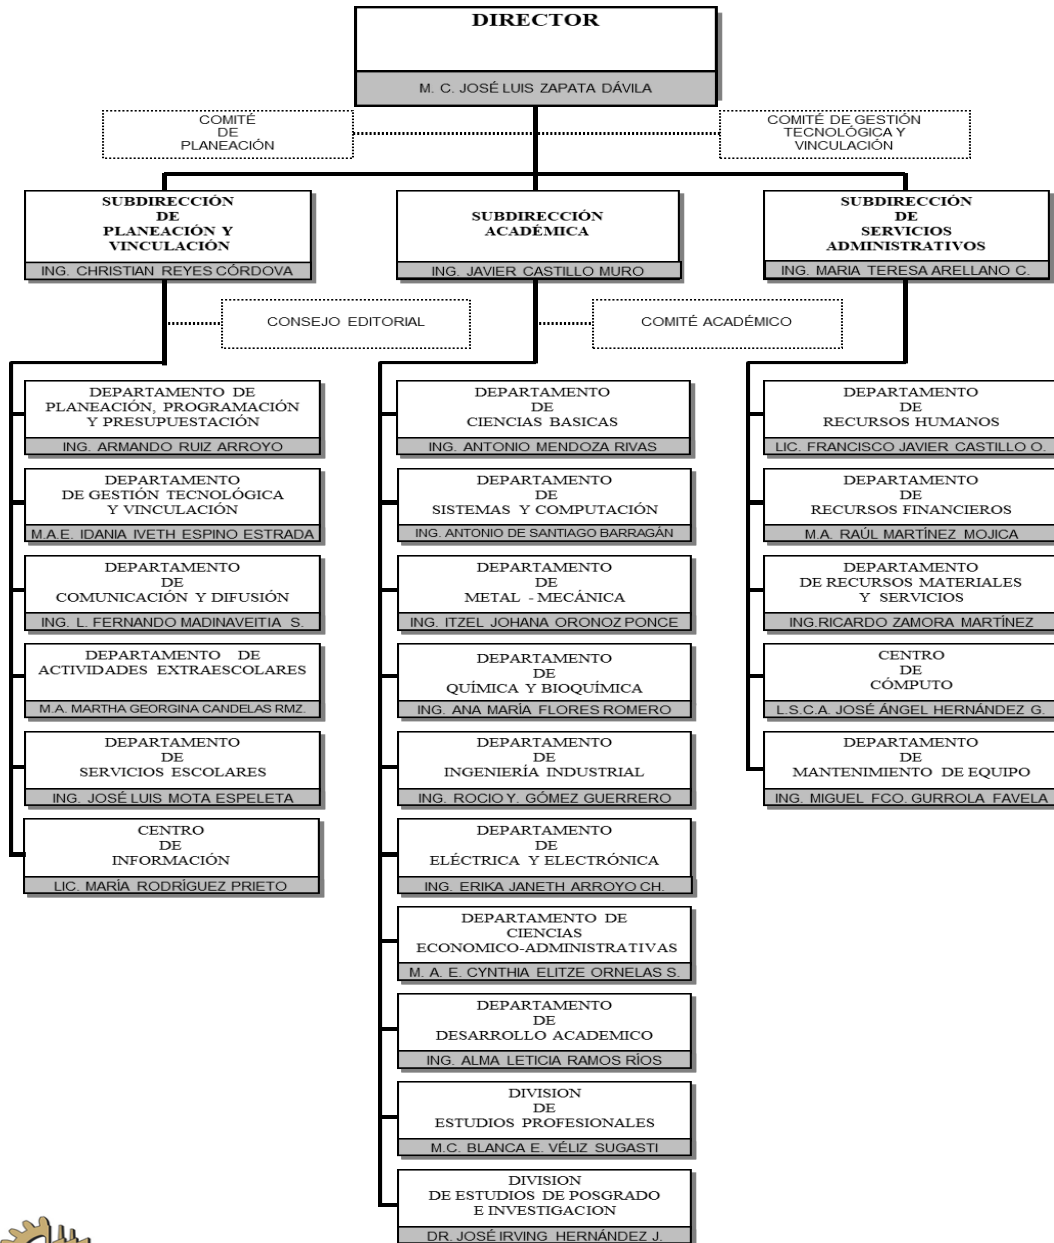 DIRECTOR
M. C. JOSÉ LUIS ZAPATA DÁVILA
COMITÉ
DE
PLANEACIÓN
COMITÉ DE GESTIÓN
TECNOLÓGICA Y
VINCULACIÓN
SUBDIRECCIÓN
DE
PLANEACIÓN Y
VINCULACIÓN
ING. CHRISTIAN REYES CÓRDOVA
SUBDIRECCIÓN
ACADÉMICA
ING. JAVIER CASTILLO MURO
SUBDIRECCIÓN
DE
SERVICIOS
ADMINISTRATIVOS
ING. MARIA TERESA ARELLANO C.
CONSEJO EDITORIAL
COMITÉ ACADÉMICO
DEPARTAMENTO DE
PLANEACIÓN, PROGRAMACIÓN
Y PRESUPUESTACIÓN
ING. ARMANDO RUIZ ARROYO
DEPARTAMENTO
DE GESTIÓN TECNOLÓGICA
Y VINCULACIÓN
M.A.E. IDANIA IVETH ESPINO ESTRADA
DEPARTAMENTO
DE
COMUNICACIÓN Y DIFUSIÓN
ING. L. FERNANDO MADINAVEITIA S.
DEPARTAMENTO DE
ACTIVIDADES EXTRAESCOLARES
M.A. MARTHA GEORGINA CANDELAS RMZ.
DEPARTAMENTO
DE
SERVICIOS ESCOLARES
ING. JOSÉ LUIS MOTA ESPELETA
CENTRO
DE
INFORMACIÓN
LIC. MARÍA RODRÍGUEZ PRIETO
DEPARTAMENTO
DE
CIENCIAS BASICAS
ING. ANTONIO MENDOZA RIVAS
DEPARTAMENTO
DE
SISTEMAS Y COMPUTACIÓN
ING. ANTONIO DE SANTIAGO BARRAGÁN
DEPARTAMENTO
DE
METAL - MECÁNICA
ING. ITZEL JOHANA ORONOZ PONCE
DEPARTAMENTO
DE
QUÍMICA Y BIOQUÍMICA
ING. ANA MARÍA FLORES ROMERO
DEPARTAMENTO
DE
INGENIERÍA INDUSTRIAL
ING. ROCIO Y. GÓMEZ GUERRERO
DEPARTAMENTO
DE
ELÉCTRICA Y ELECTRÓNICA
ING. ERIKA JANETH ARROYO CH.
DEPARTAMENTO DE
CIENCIAS
ECONOMICO-ADMINISTRATIVAS
M. A. E. CYNTHIA ELITZE ORNELAS S.
DEPARTAMENTO
DE
DESARROLLO ACADEMICO
ING. ALMA LETICIA RAMOS RÍOS
DIVISION
DE
ESTUDIOS PROFESIONALES
M.C. BLANCA E. VÉLIZ SUGASTI
DIVISION
DE ESTUDIOS DE POSGRADO
E INVESTIGACION
DR. JOSÉ IRVING HERNÁNDEZ J.
DEPARTAMENTO
DE
RECURSOS HUMANOS
LIC. FRANCISCO JAVIER CASTILLO O.
DEPARTAMENTO
DE
RECURSOS FINANCIEROS
M.A. RAÚL MARTÍNEZ MOJICA
DEPARTAMENTO
DE RECURSOS MATERIALES
Y SERVICIOS
ING.RICARDO ZAMORA MARTÍNEZ
CENTRO
DE
CÓMPUTO
L.S.C.A. JOSÉ ÁNGEL HERNÁNDEZ G.
DEPARTAMENTO
DE
MANTENIMIENTO DE EQUIPO
ING. MIGUEL FCO. GURROLA FAVELA